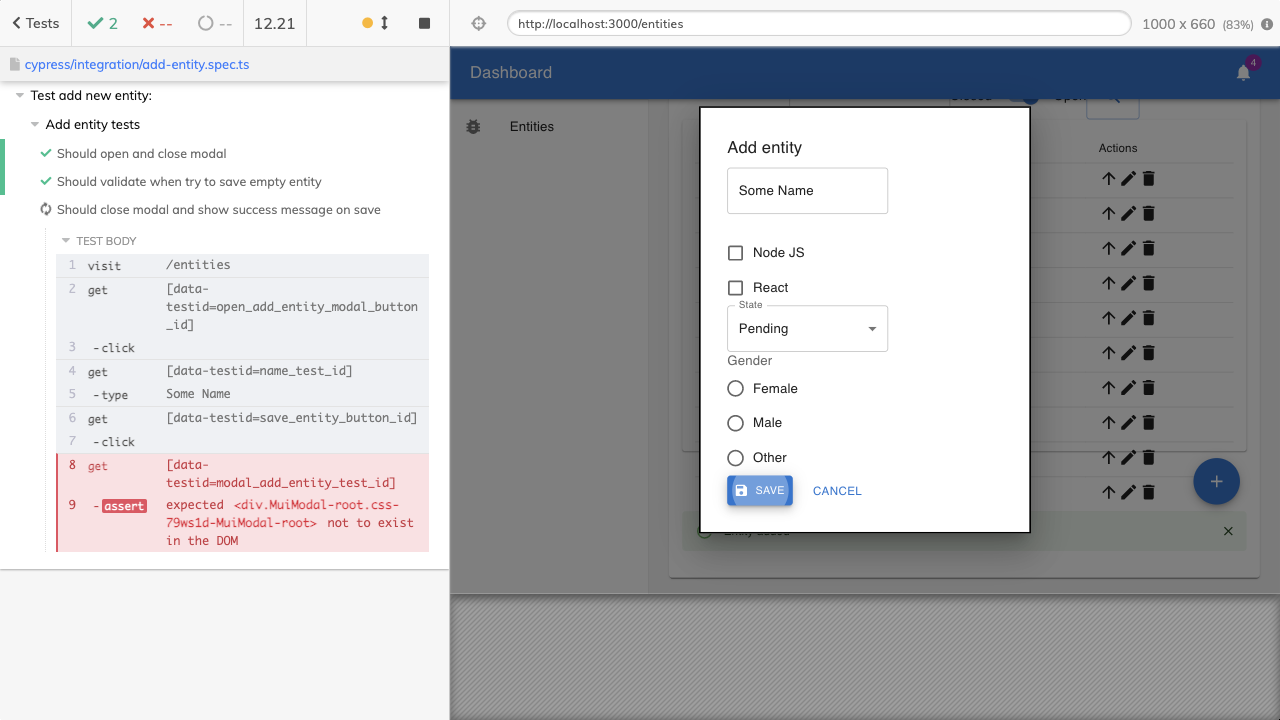 Tests
2
--
--
12.21
http://localhost:3000/entities
1000 x 660 (83%)
cypress/integration/add-entity.spec.ts
Test add new entity:
Add entity tests
Should open and close modal
Should validate when try to save empty entity
Should close modal and show success message on save
TEST BODY
1 visit /entities
2 get [data-
testid=open_add_entity_modal_button
_id]
3 -click
4 get [data-testid=name_test_id]
5 -type Some Name
6 get [data-testid=save_entity_button_id]
7 -click
8 get [data-
testid=modal_add_entity_test_id]
9 -assert expected <div.MuiModal-root.css-
79ws1d-MuiModal-root> not to exist
in the DOM
Dashboard
4
Entities
Actions
Add entity
Some Name
Node JS
React
State
Pending
Gender
Female
Male
Other
SAVE
CANCEL